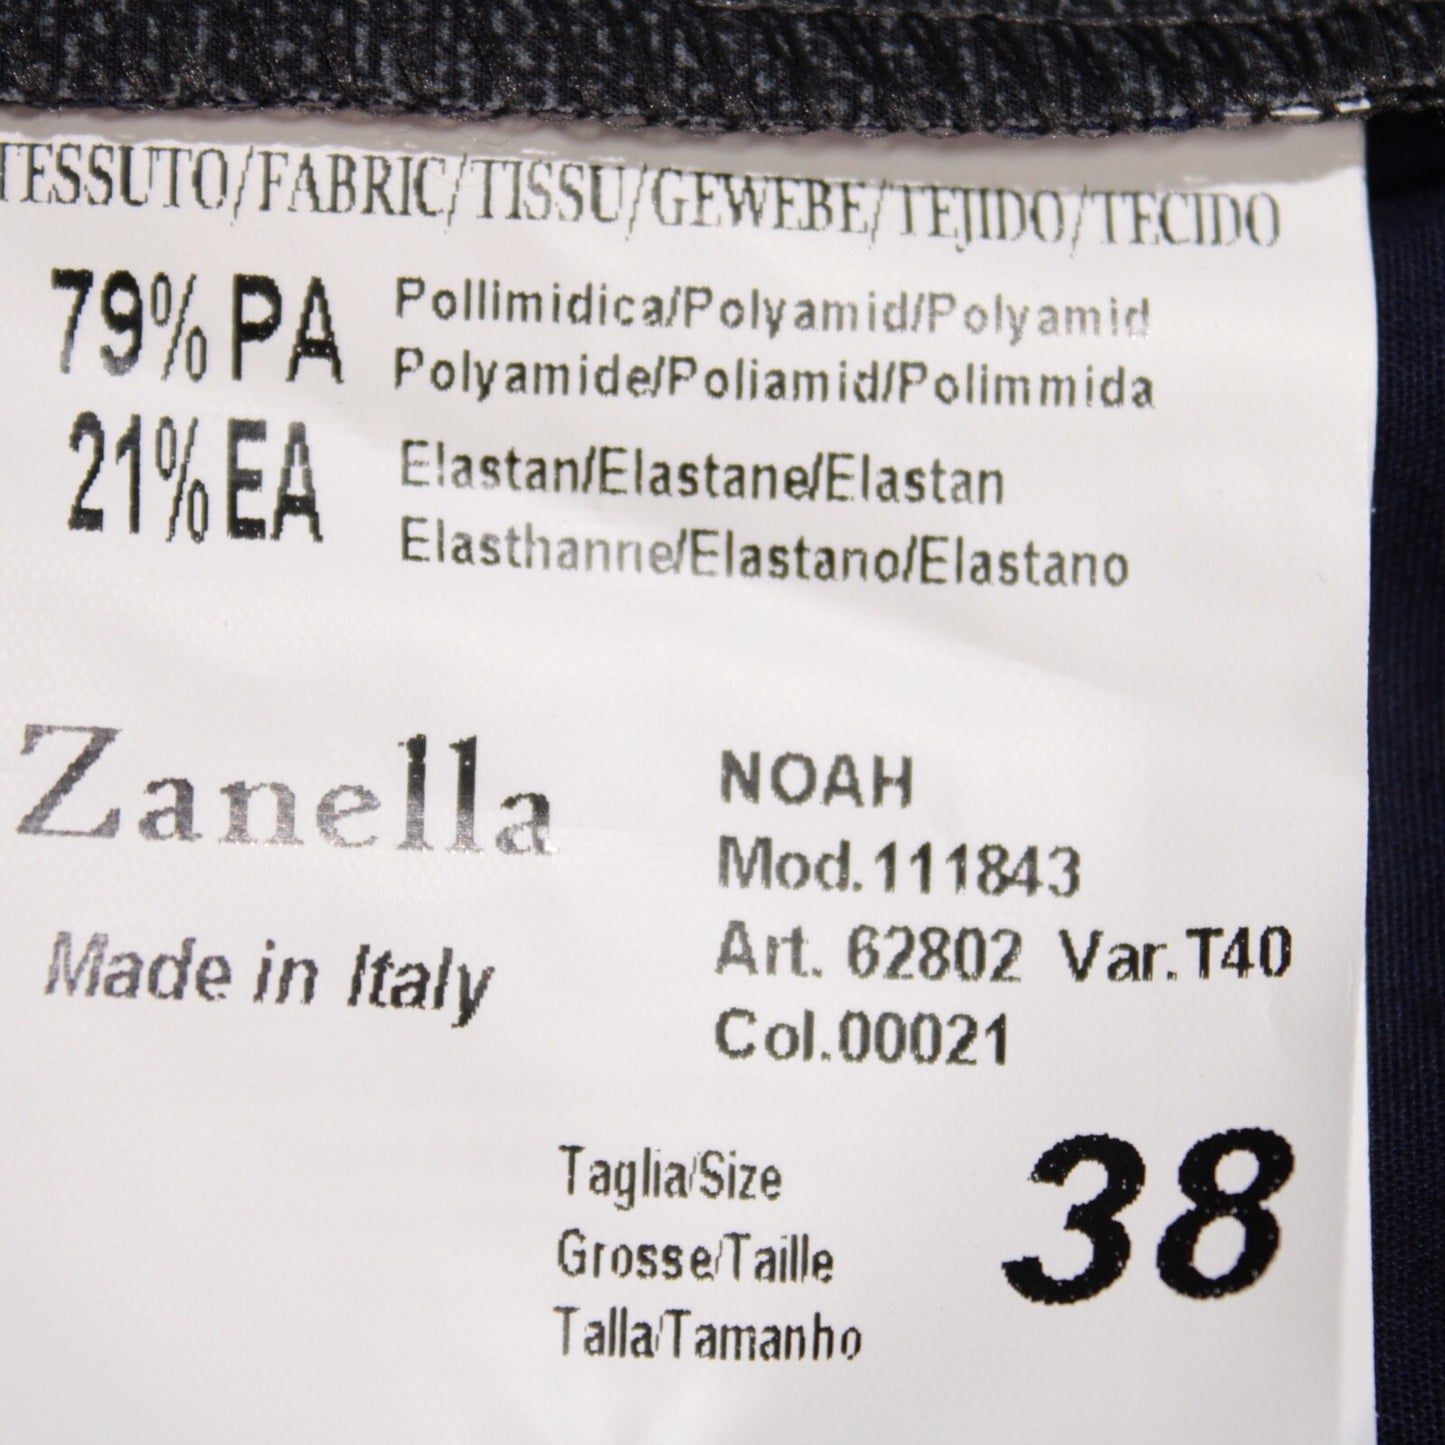 TESSUTO/FABRIC/TISSU/GEWEBE/TEJIDO/TECIDO
79% PA Pollimidica/Polyamid/Polyamid
Polyamide/Poliamid/Polimmida
21% EA Elastan/Elastane/Elastan
Elasthanne/Elastano/Elastano
Zanella
Made in Italy
NOAH
Mod.111843
Art. 62802 Var.T40
Col.00021
Taglia/Size
Grosse/Taille
Talla/Tamanho
38